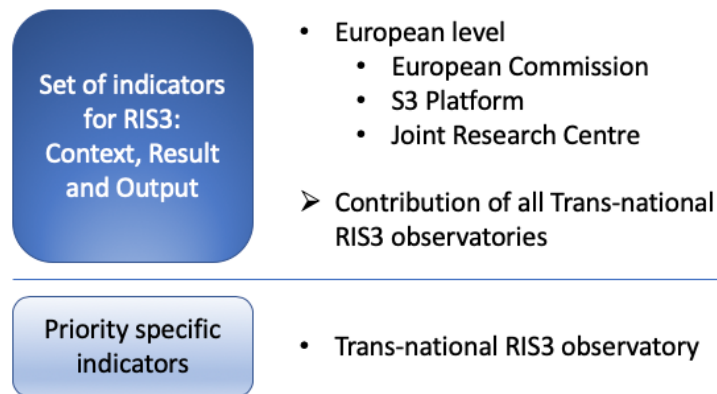 Set of indicators
for RIS3:
Context, Result
and Output
• European level
• European Commission
• S3 Platform
• Joint Research Centre
➢ Contribution of all Trans-national
RIS3 observatories
Priority specific
indicators
• Trans-national RIS3 observatory